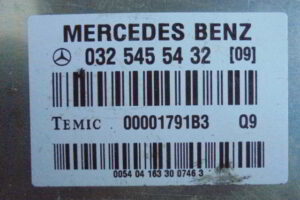 MERCEDES BENZ
032 545 54 32 [09]
TEMIC 00001791B3 Q9
0054 04 163 30 0746 3